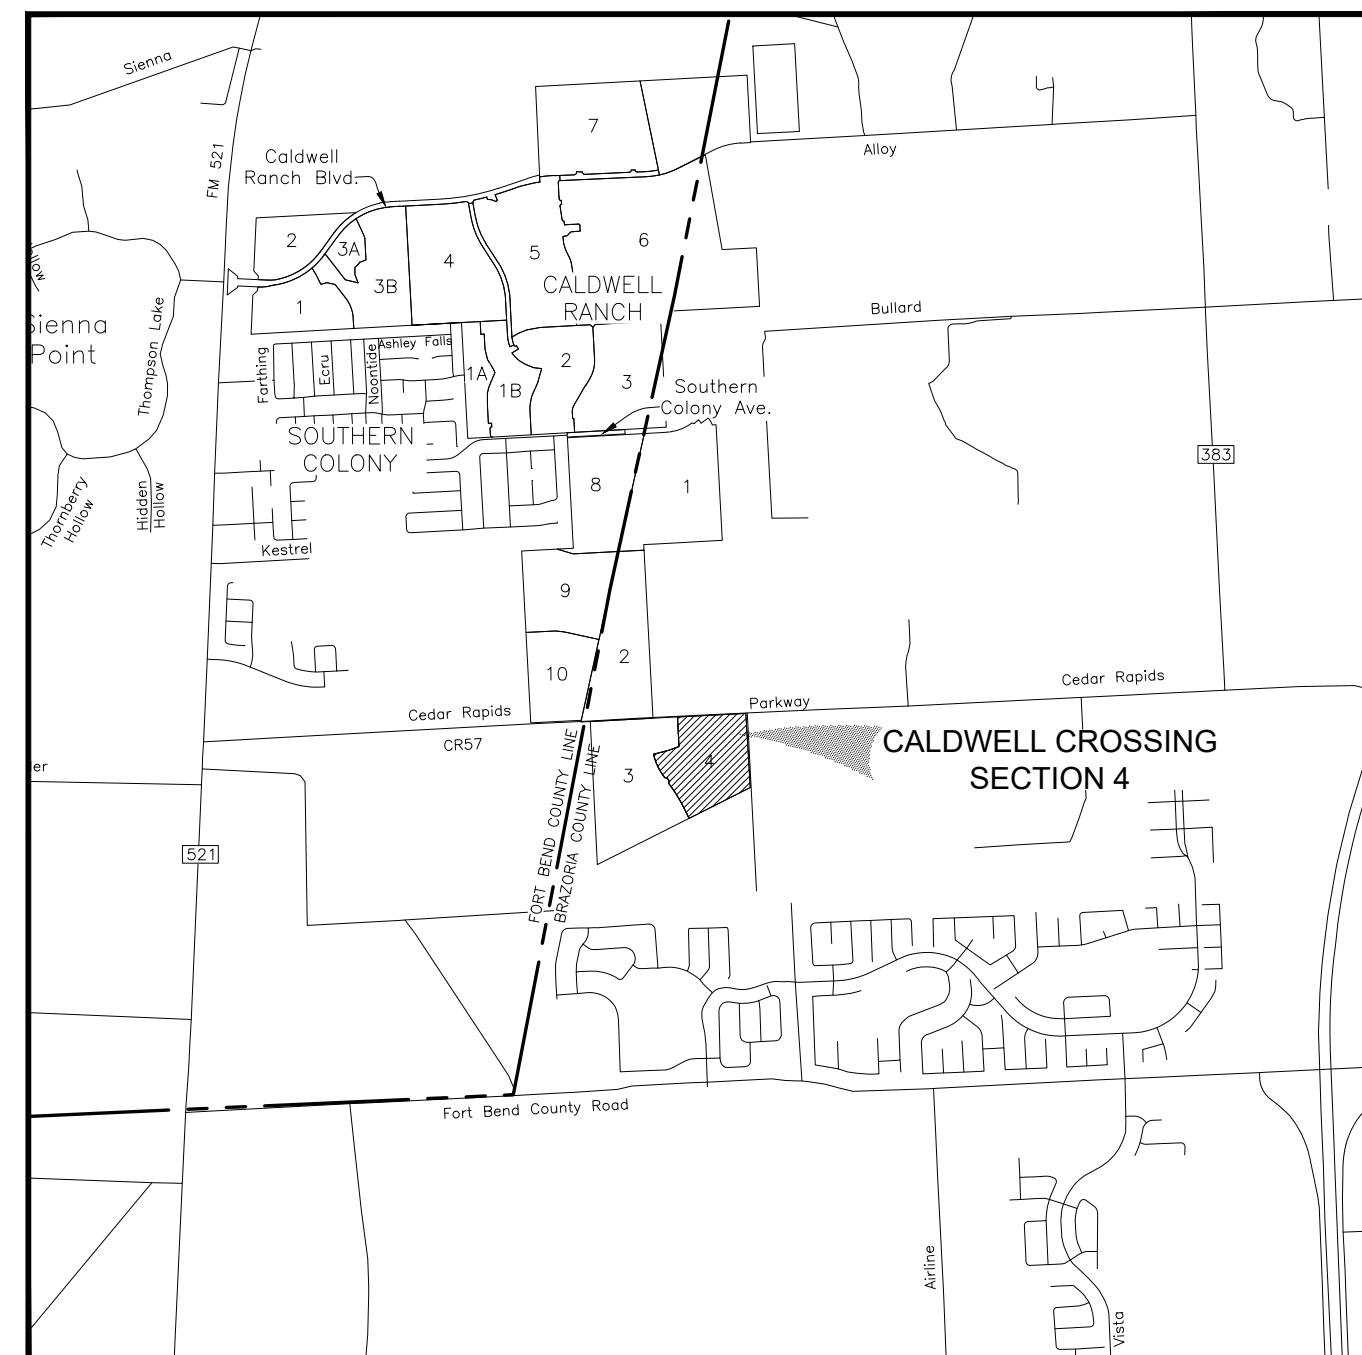 Sienna
FM 521
Caldwell
Ranch Blvd.
7
Alloy
2
3A
3B
4
5
6
1
CALDWELL
RANCH
Sienna
Point
Thompson Lake
Bullard
Farthing
Ecru
Noontide
Ashley Falls
1A
1B
2
3
Southern
Colony Ave.
SOUTHERN
COLONY
383
8
1
Thornberry
Hollow
Hidden
Hollow
Kestrel
9
2
10
Cedar Rapids
Parkway
Cedar Rapids
CR57
CALDWELL CROSSING
SECTION 4
3
4
FORT BEND COUNTY LINE
BRAZORIA COUNTY LINE
er
521
Fort Bend County Road
Airline
Vista